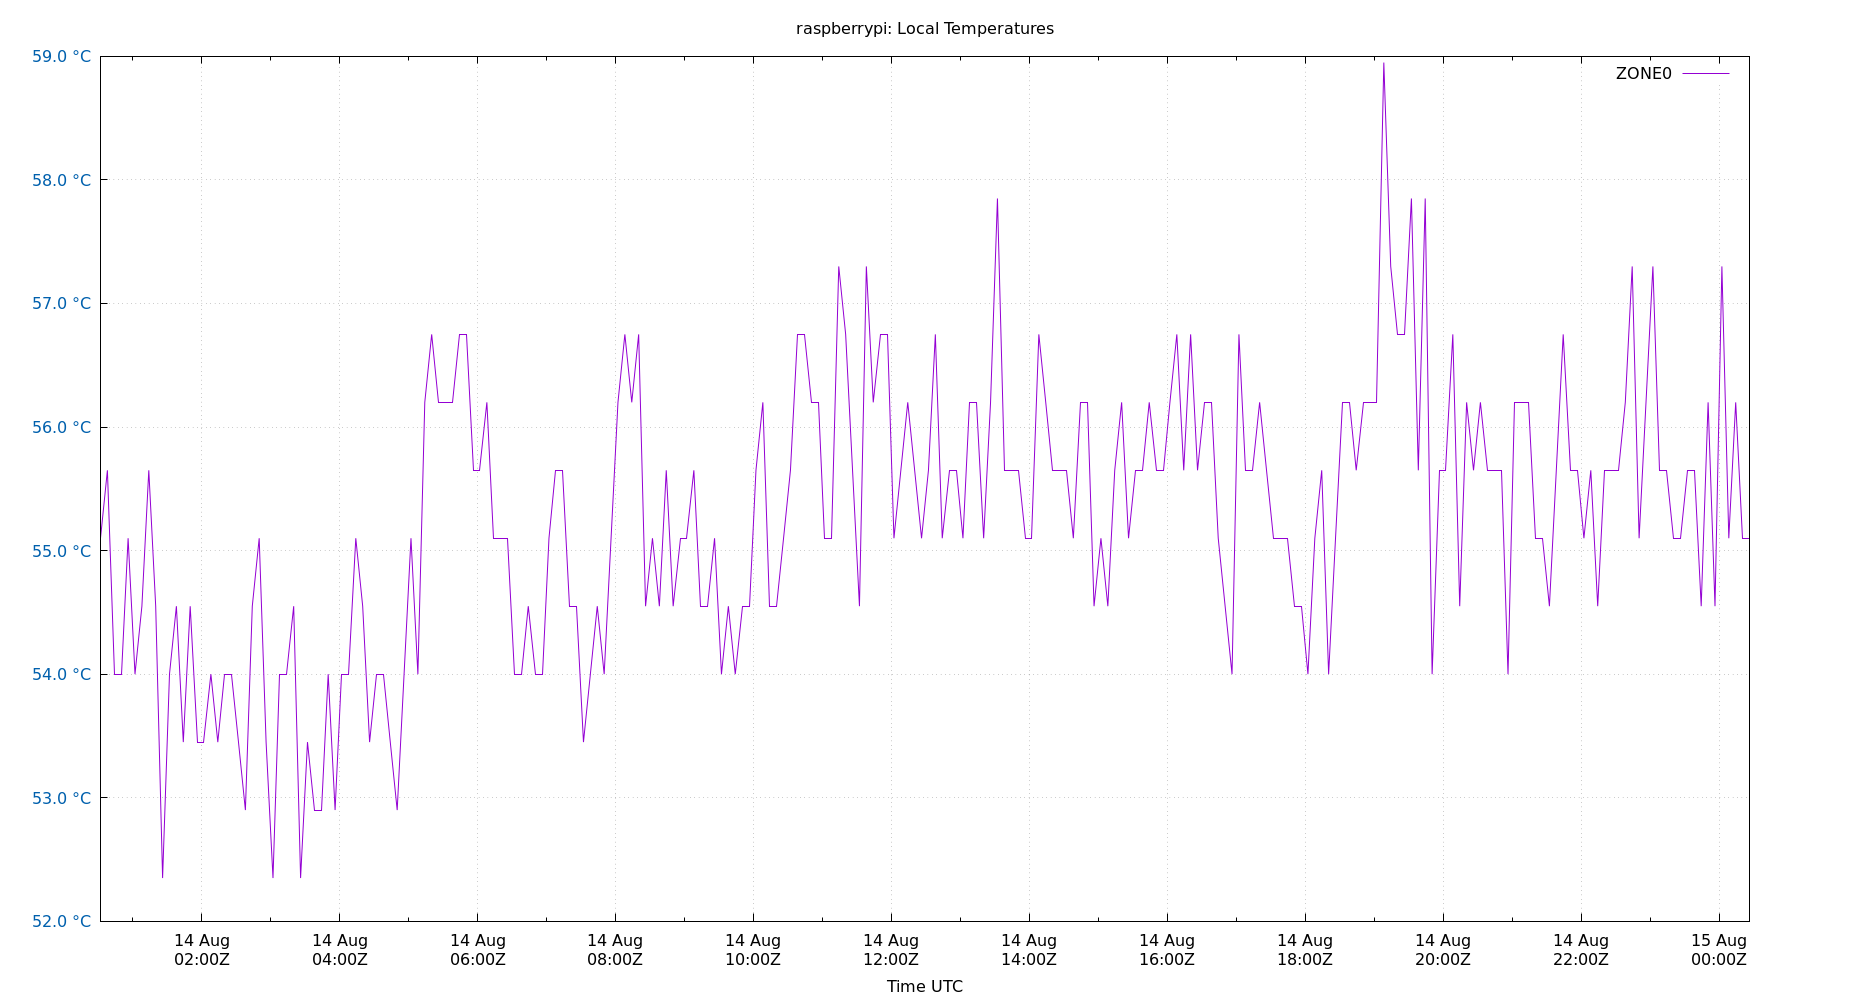 raspberrypi: Local Temperatures
59.0 °C
ZONE0
58.0 °C
57.0 °C
56.0 °C
55.0 °C
54.0 °C
53.0 °C
52.0 °C
14 Aug 14 Aug 14 Aug 14 Aug 14 Aug 14 Aug 14 Aug 14 Aug 14 Aug 14 Aug 14 Aug 15 Aug
02:00Z 04:00Z 06:00Z 08:00Z 10:00Z 12:00Z 14:00Z 16:00Z 18:00Z 20:00Z 22:00Z 00:00Z
Time UTC